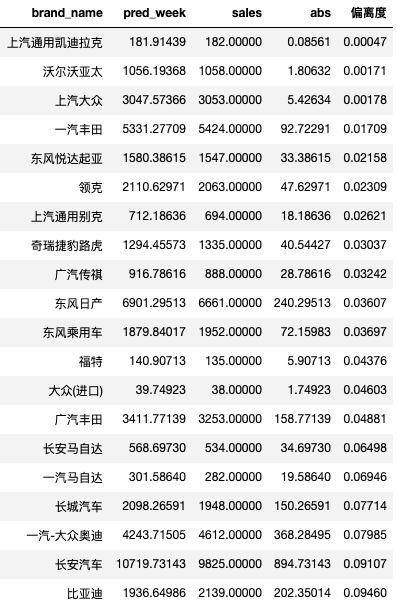 brand_name pred_week sales abs 偏离度
上汽通用凯迪拉克 181.91439 182.00000 0.08561 0.00047
沃尔沃亚太 1056.19368 1058.00000 1.80632 0.00171
上汽大众 3047.57366 3053.00000 5.42634 0.00178
一汽丰田 5331.27709 5424.00000 92.72291 0.01709
东风悦达起亚 1580.38615 1547.00000 33.38615 0.02158
领克 2110.62971 2063.00000 47.62971 0.02309
上汽通用别克 712.18636 694.00000 18.18636 0.02621
奇瑞捷豹路虎 1294.45573 1335.00000 40.54427 0.03037
广汽传祺 916.78616 888.00000 28.78616 0.03242
东风日产 6901.29513 6661.00000 240.29513 0.03607
东风乘用车 1879.84017 1952.00000 72.15983 0.03697
福特 140.90713 135.00000 5.90713 0.04376
大众(进口) 39.74923 38.00000 1.74923 0.04603
广汽丰田 3411.77139 3253.00000 158.77139 0.04881
长安马自达 568.69730 534.00000 34.69730 0.06498
一汽马自达 301.58640 282.00000 19.58640 0.06946
长城汽车 2098.26591 1948.00000 150.26591 0.07714
一汽-大众奥迪 4243.71505 4612.00000 368.28495 0.07985
长安汽车 10719.73143 9825.00000 894.73143 0.09107
比亚迪 1936.64986 2139.00000 202.35014 0.09460